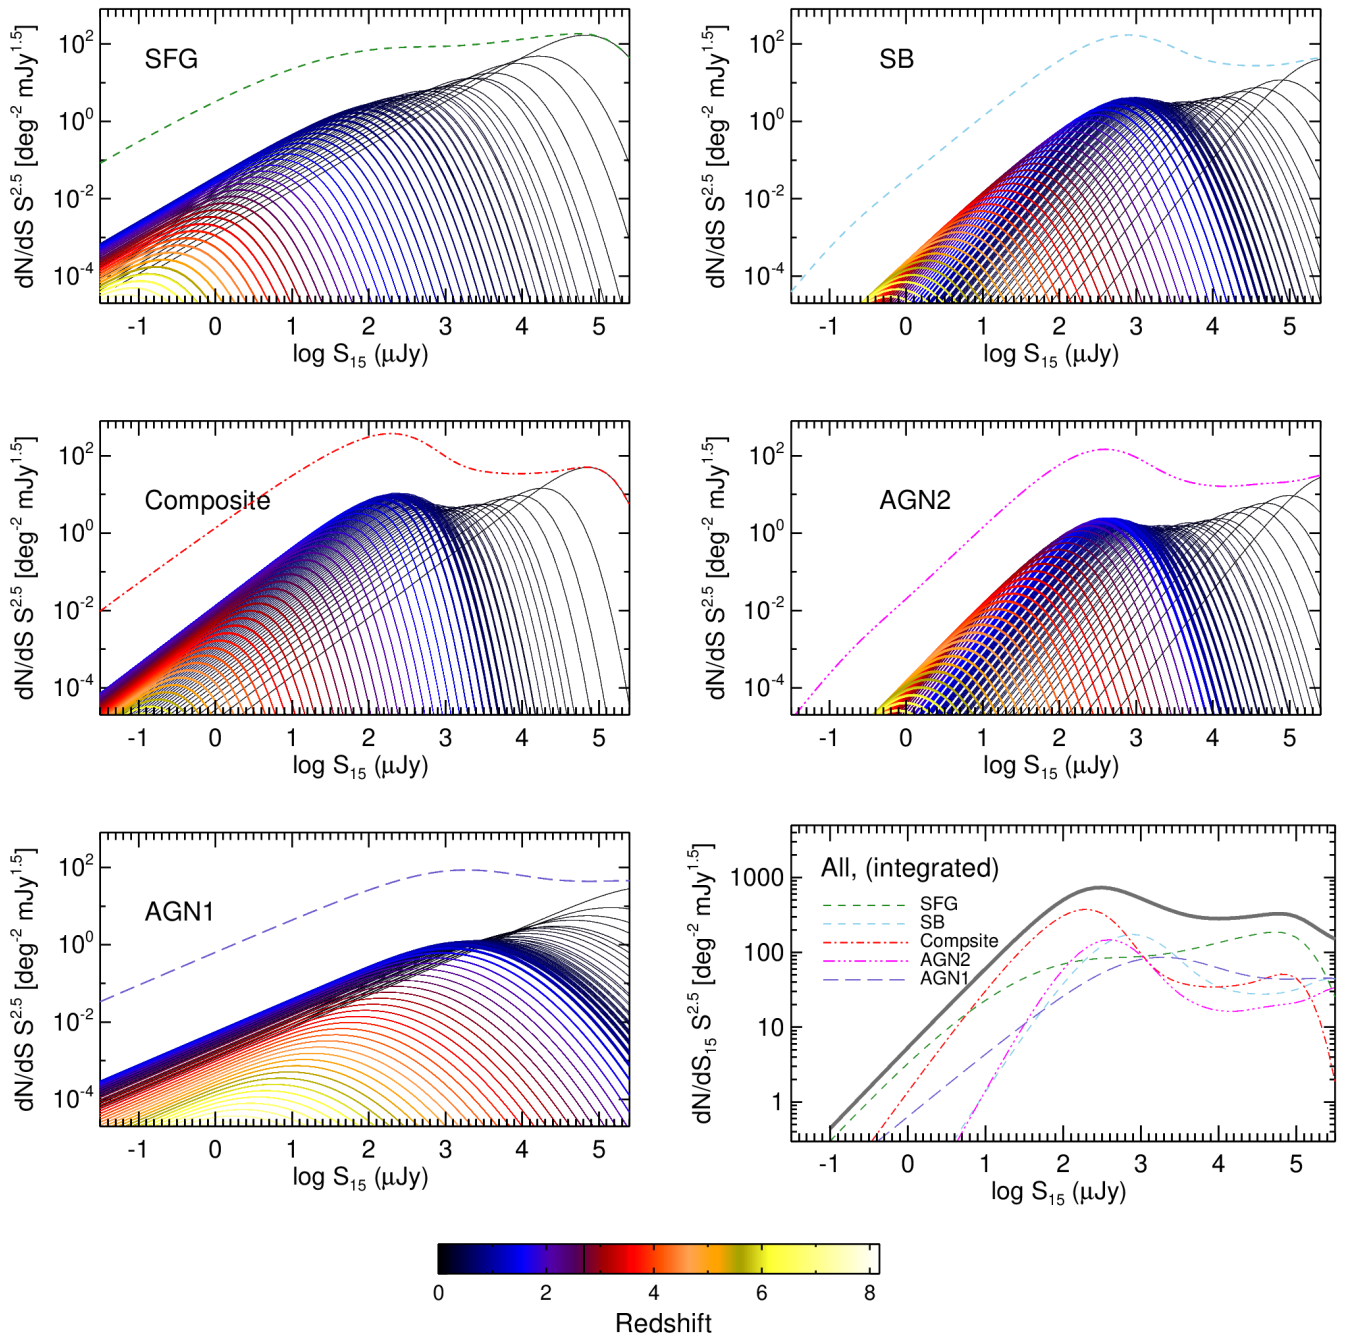 SFG
dN/dS S^2.5 [deg^-2 mJy^1.5]
10^2
10^0
10^-2
10^-4
-1 0 1 2 3 4 5
log S_15 (μJy)
SB
dN/dS S^2.5 [deg^-2 mJy^1.5]
10^2
10^0
10^-2
10^-4
-1 0 1 2 3 4 5
log S_15 (μJy)
Composite
dN/dS S^2.5 [deg^-2 mJy^1.5]
10^2
10^0
10^-2
10^-4
-1 0 1 2 3 4 5
log S_15 (μJy)
AGN2
dN/dS S^2.5 [deg^-2 mJy^1.5]
10^2
10^0
10^-2
10^-4
-1 0 1 2 3 4 5
log S_15 (μJy)
AGN1
dN/dS S^2.5 [deg^-2 mJy^1.5]
10^2
10^0
10^-2
10^-4
-1 0 1 2 3 4 5
log S_15 (μJy)
All, (integrated)
SFG
SB
Compsite
AGN2
AGN1
dN/dS_15 S^2.5 [deg^-2 mJy^1.5]
1000
100
10
1
-1 0 1 2 3 4 5
log S_15 (μJy)
0 2 4 6 8
Redshift